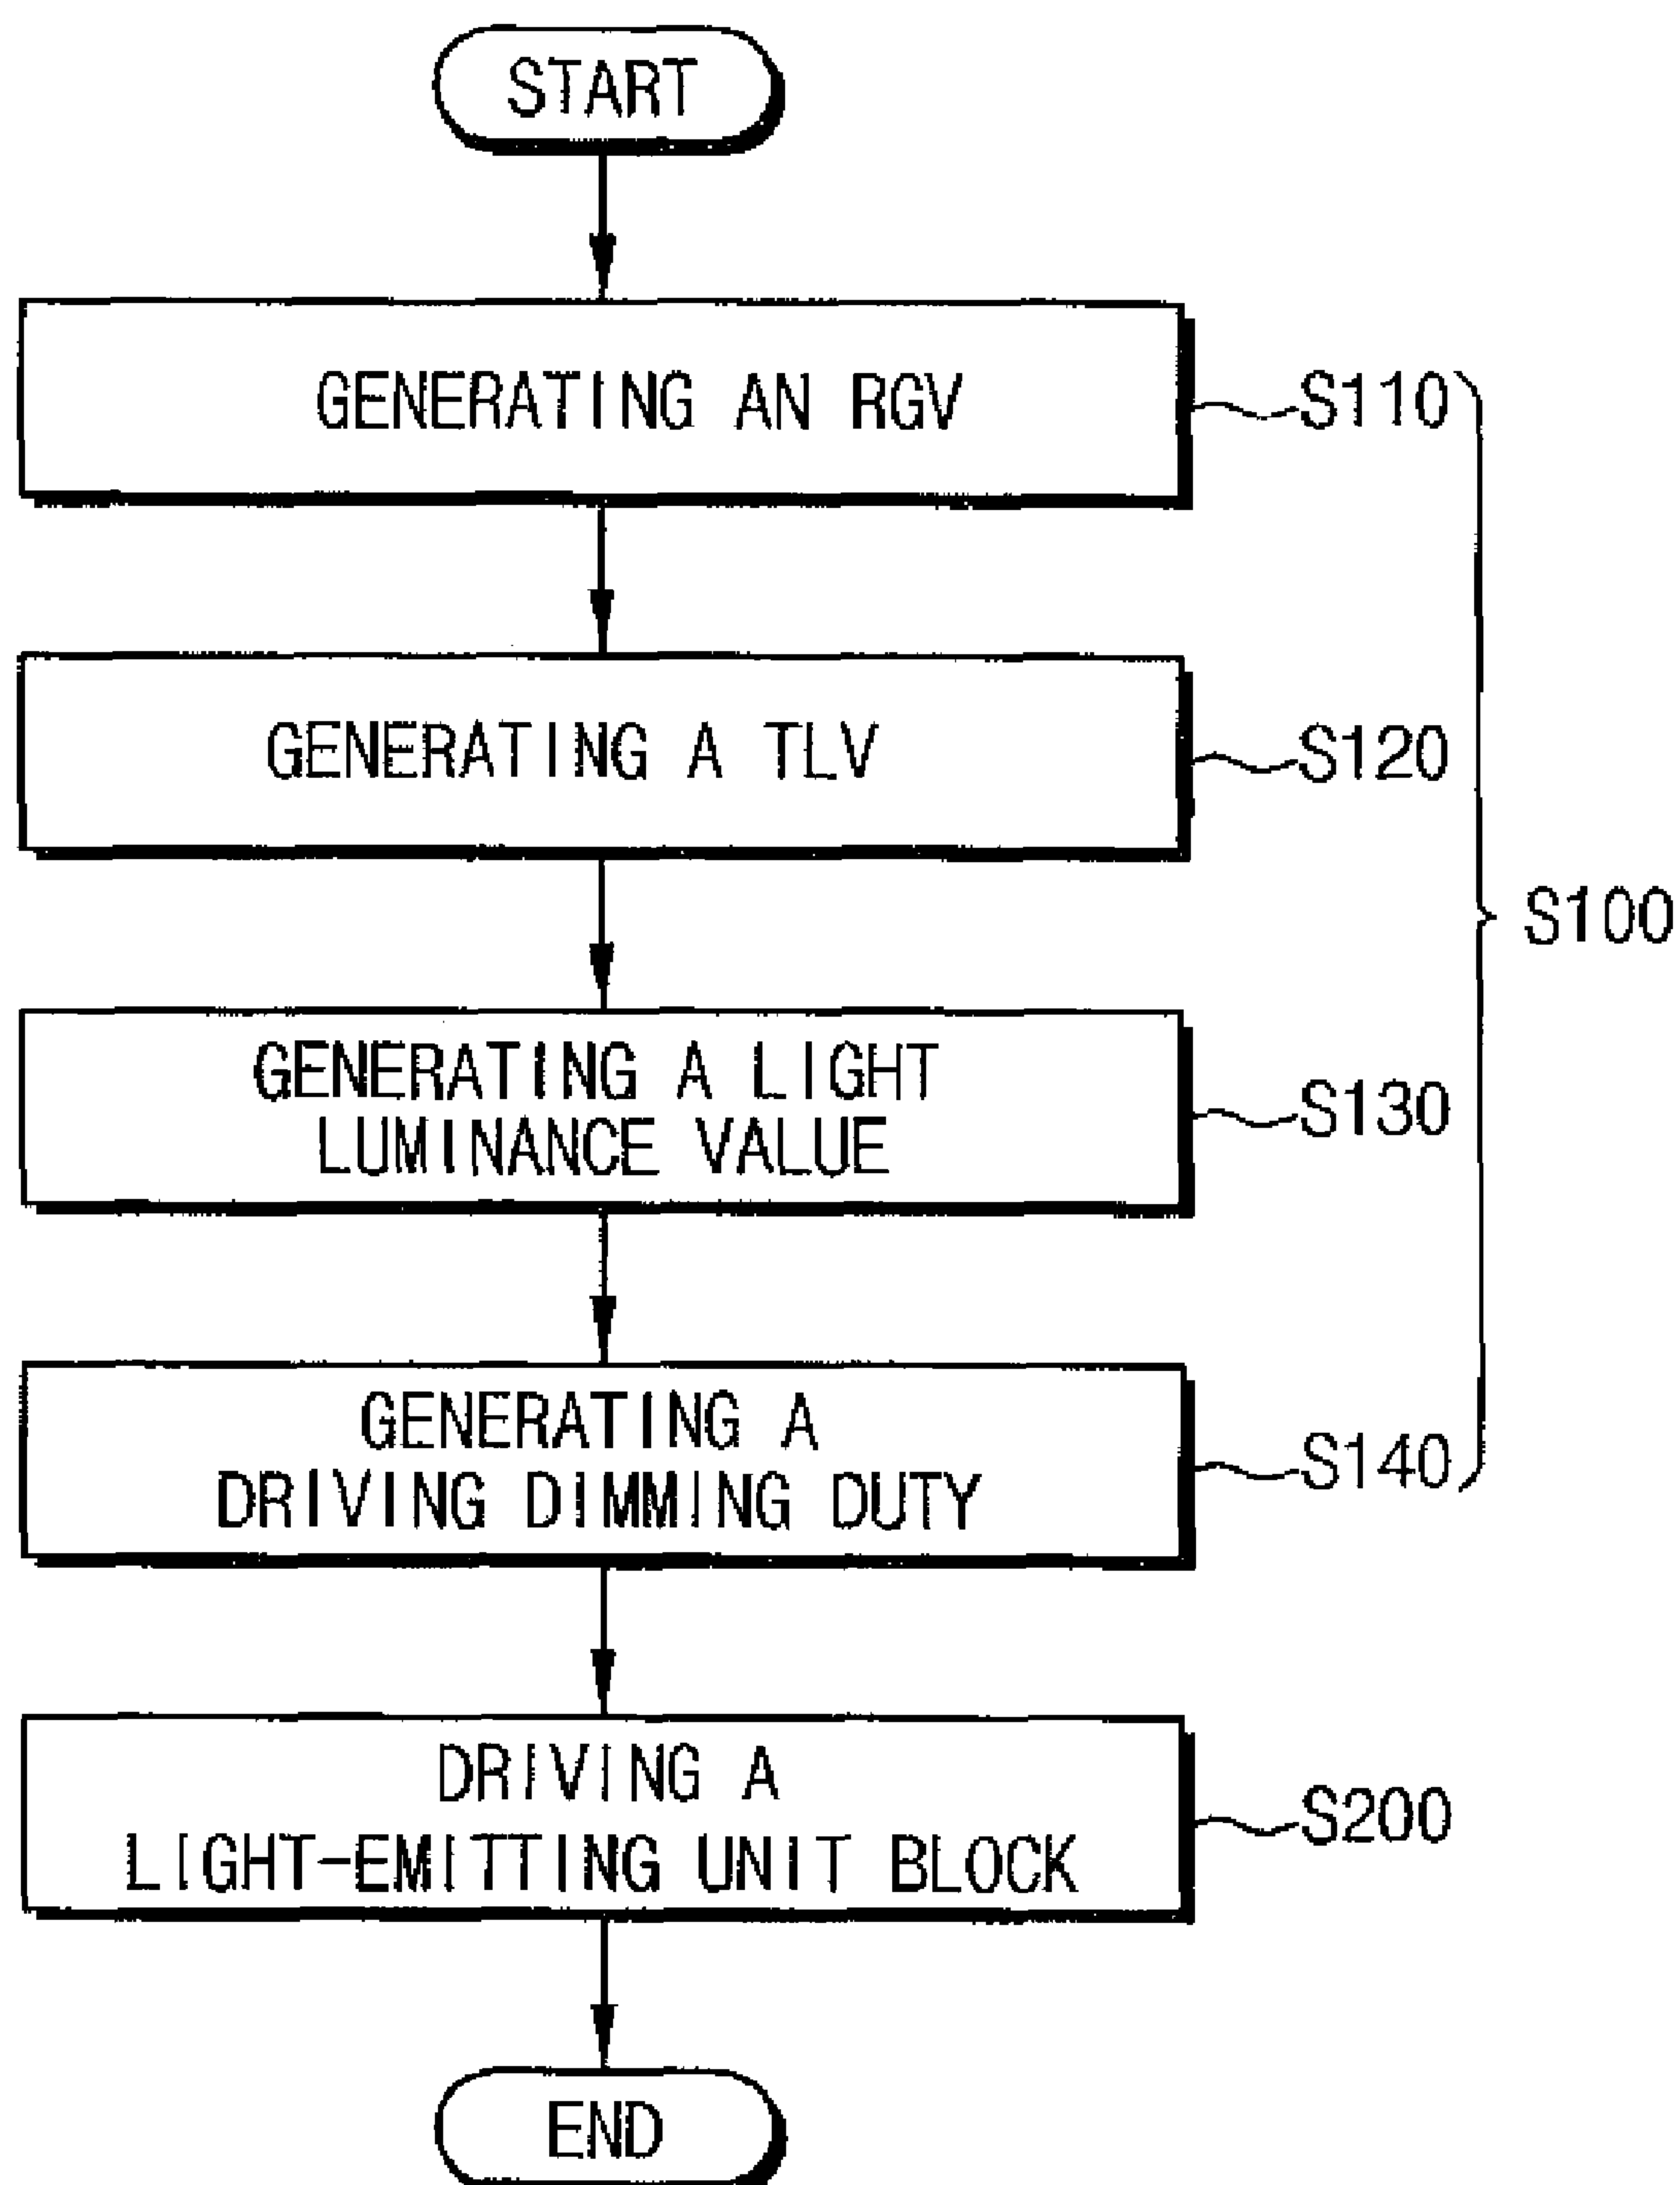 START
GENERATING AN RGV
S110
GENERATING A TLV
S120
S100
GENERATING A LIGHT
LUMINANCE VALUE
S130
GENERATING A
DRIVING DIMMING DUTY
S140
DRIVING A
LIGHT-EMITTING UNIT BLOCK
S200
END